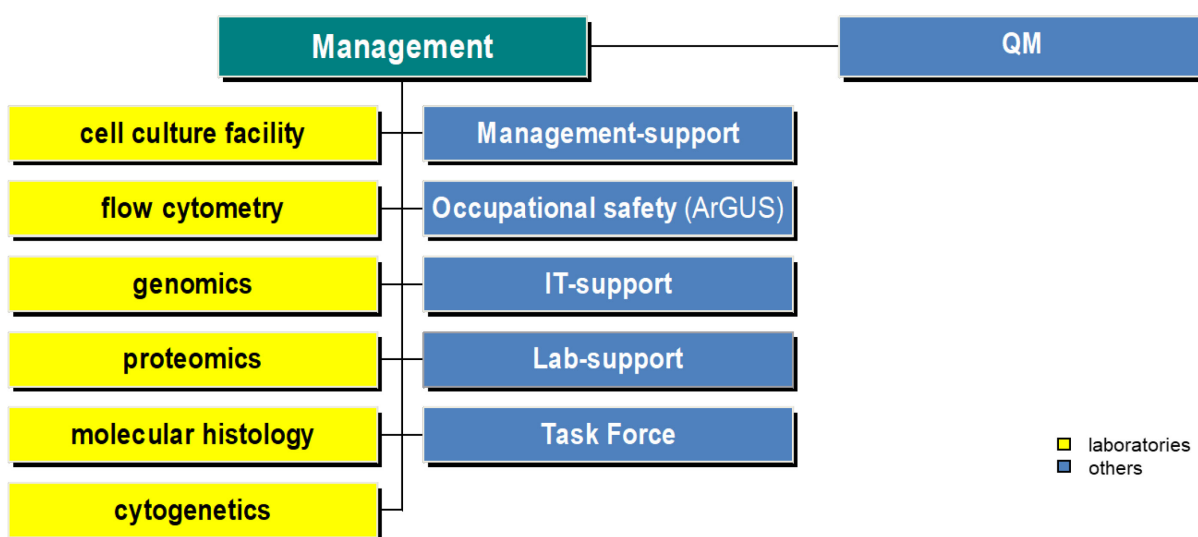 Management
QM
cell culture facility
Management-support
flow cytometry
Occupational safety (ArGUS)
genomics
IT-support
proteomics
Lab-support
molecular histology
Task Force
cytogenetics
laboratories
others